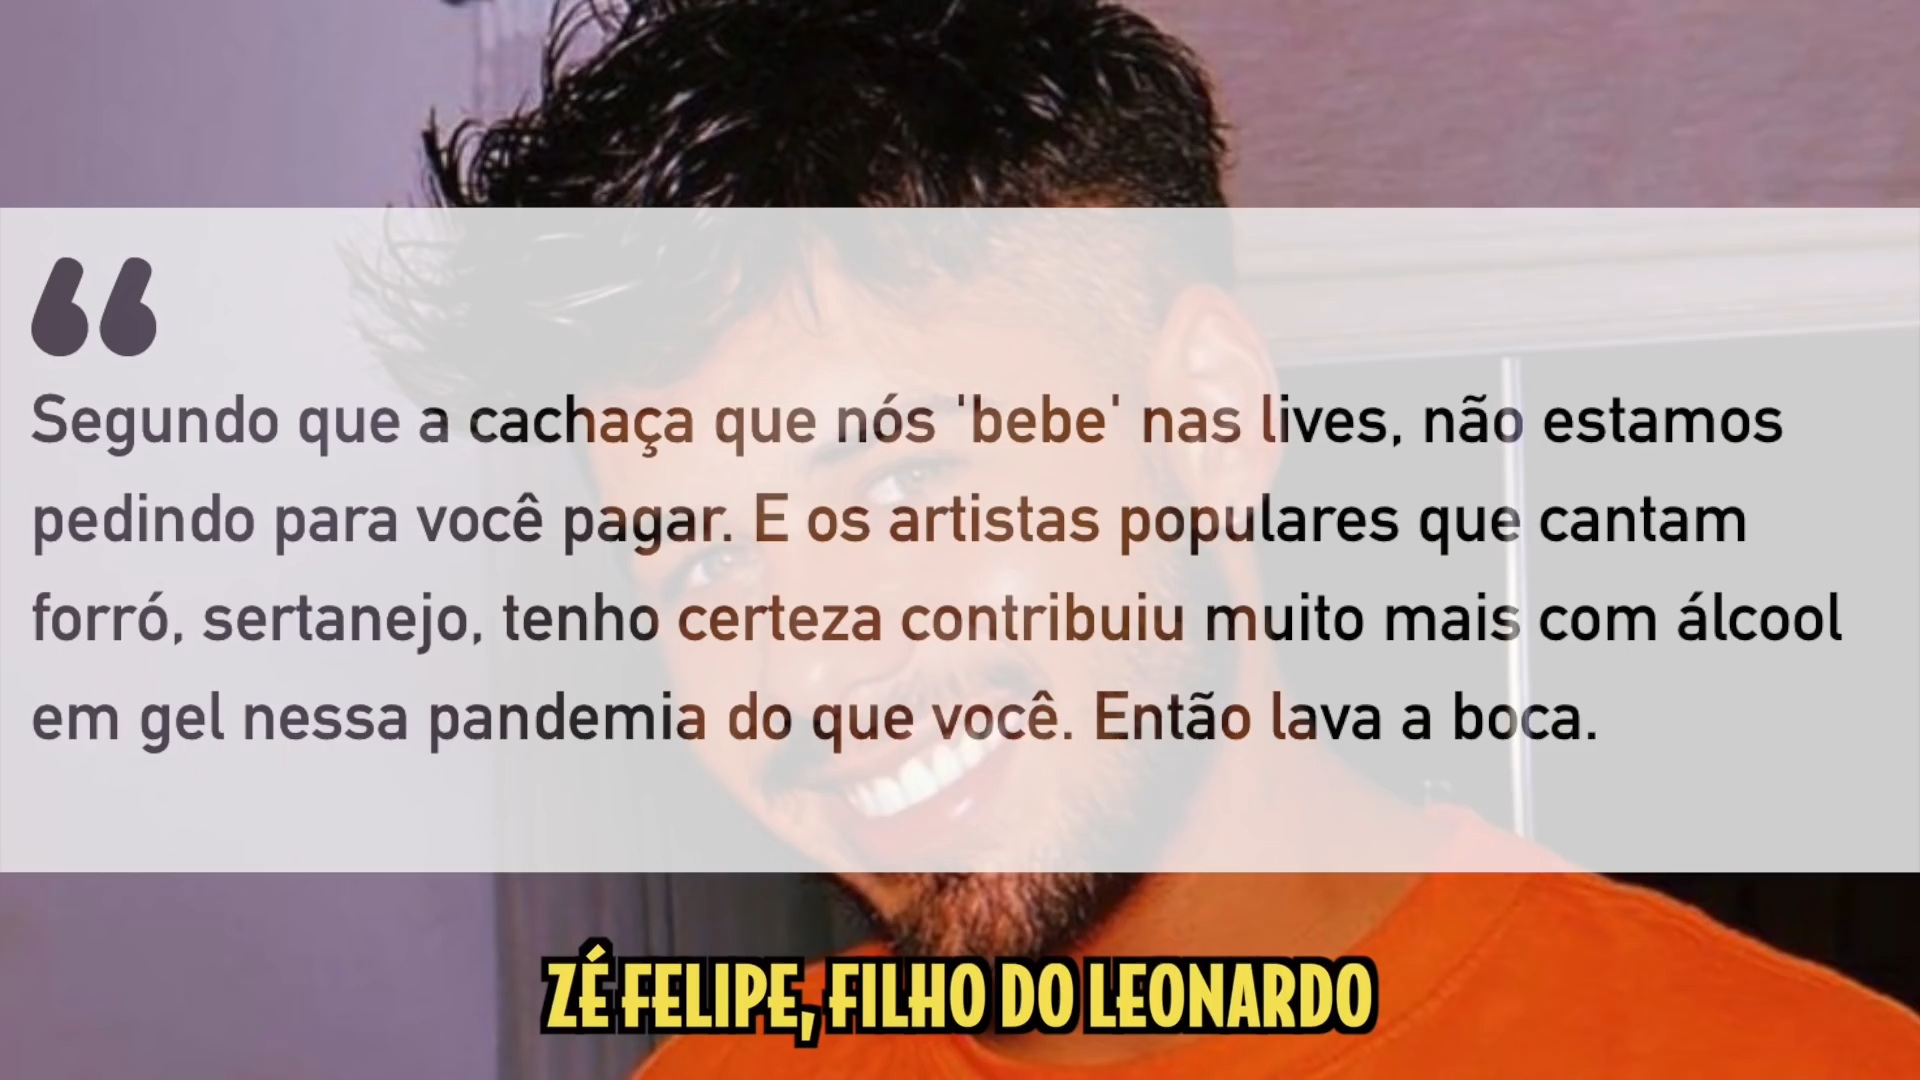 “
Segundo que a cachaça que nós 'bebe' nas lives, não estamos
pedindo para você pagar. E os artistas populares que cantam
forró, sertanejo, tenho certeza contribuiu muito mais com álcool
em gel nessa pandemia do que você. Então lava a boca.
ZÉ FELIPE, FILHO DO LEONARDO